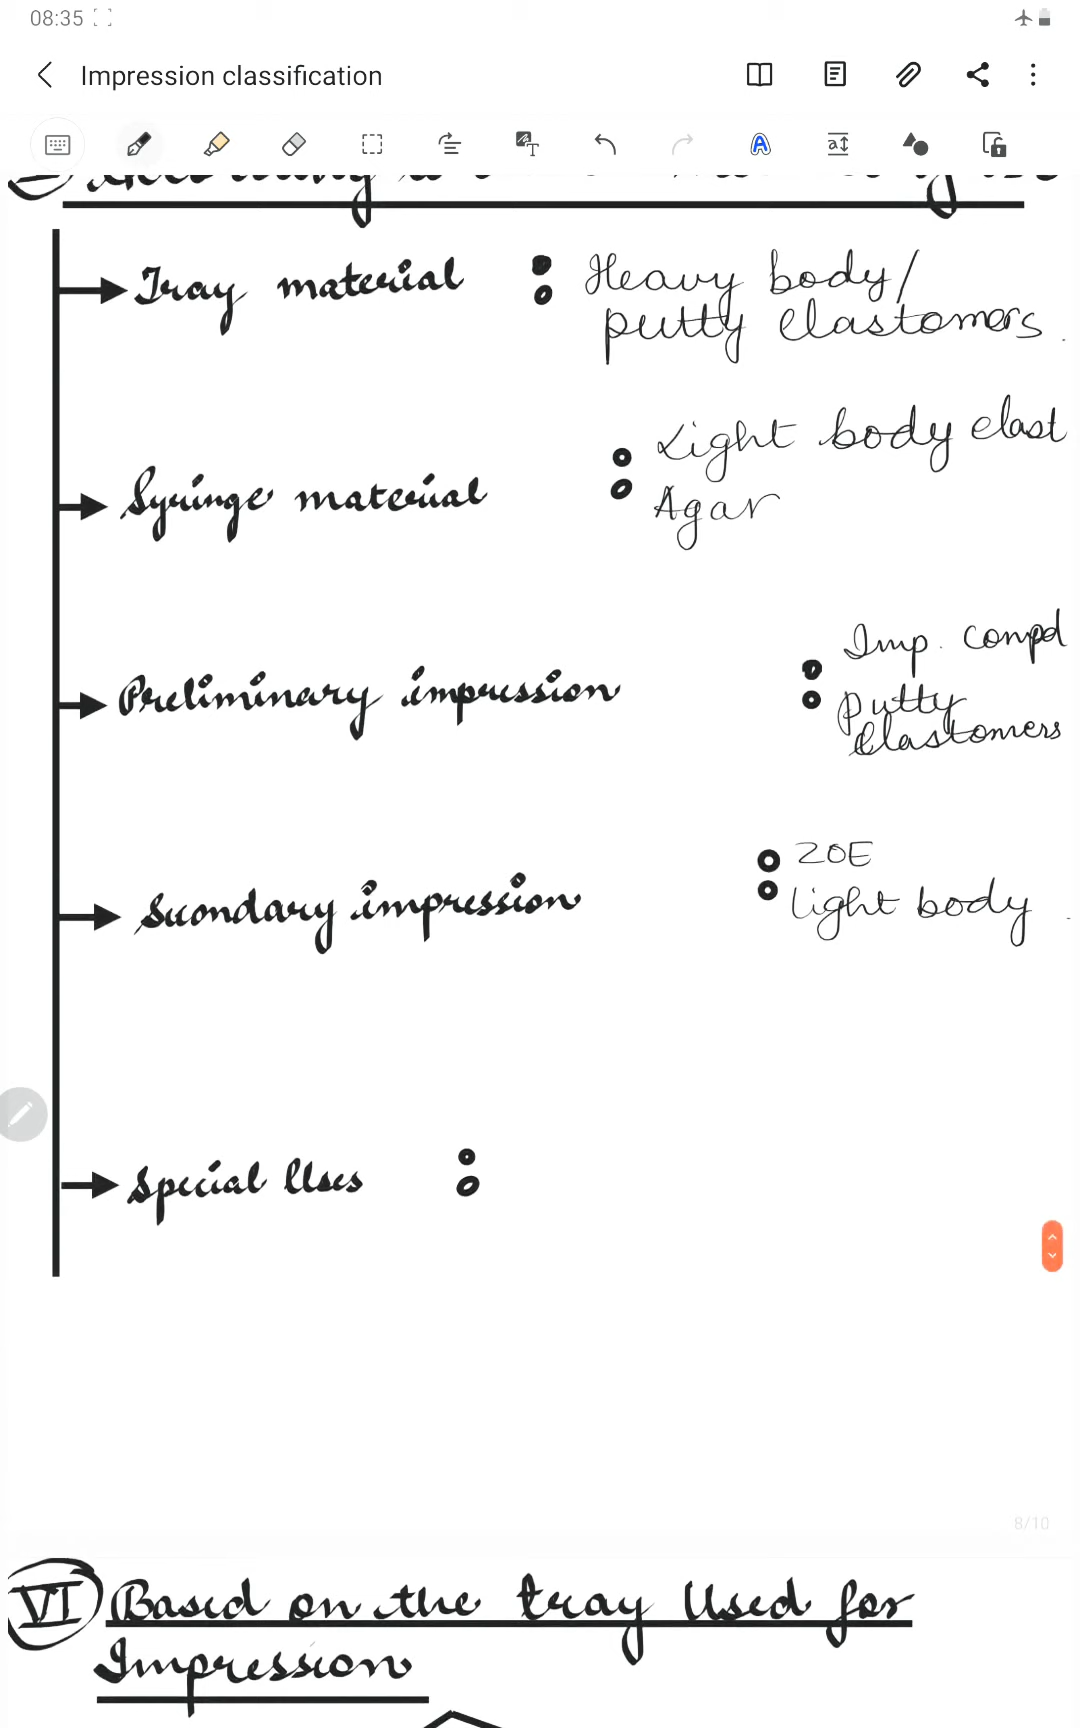 08:35
Impression classification
Tray material : Heavy body/
putty elastomers.
Syringe material : Light body elast
Agar
Preliminary impression : Imp. compd
putty
Elastomers
Secondary impression : ZOE
light body.
Special Uses :
8/10
VI Based on the tray Used for
Impression